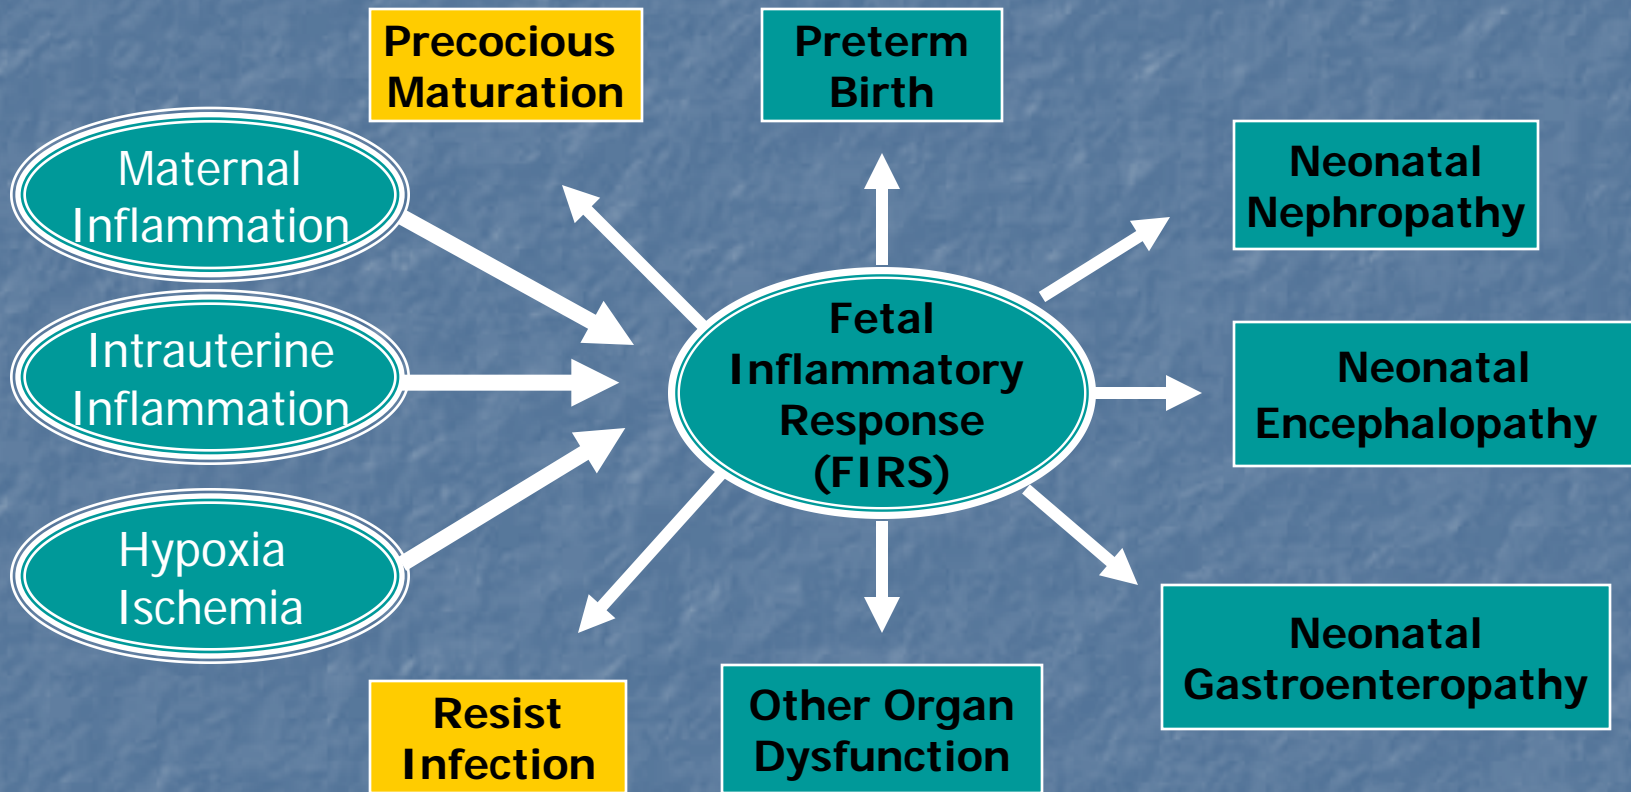 Precocious
Maturation
Preterm
Birth
Maternal
Inflammation
Neonatal
Nephropathy
Intrauterine
Inflammation
Fetal
Inflammatory
Response
(FIRS)
Neonatal
Encephalopathy
Hypoxia
Ischemia
Neonatal
Gastroenteropathy
Resist
Infection
Other Organ
Dysfunction